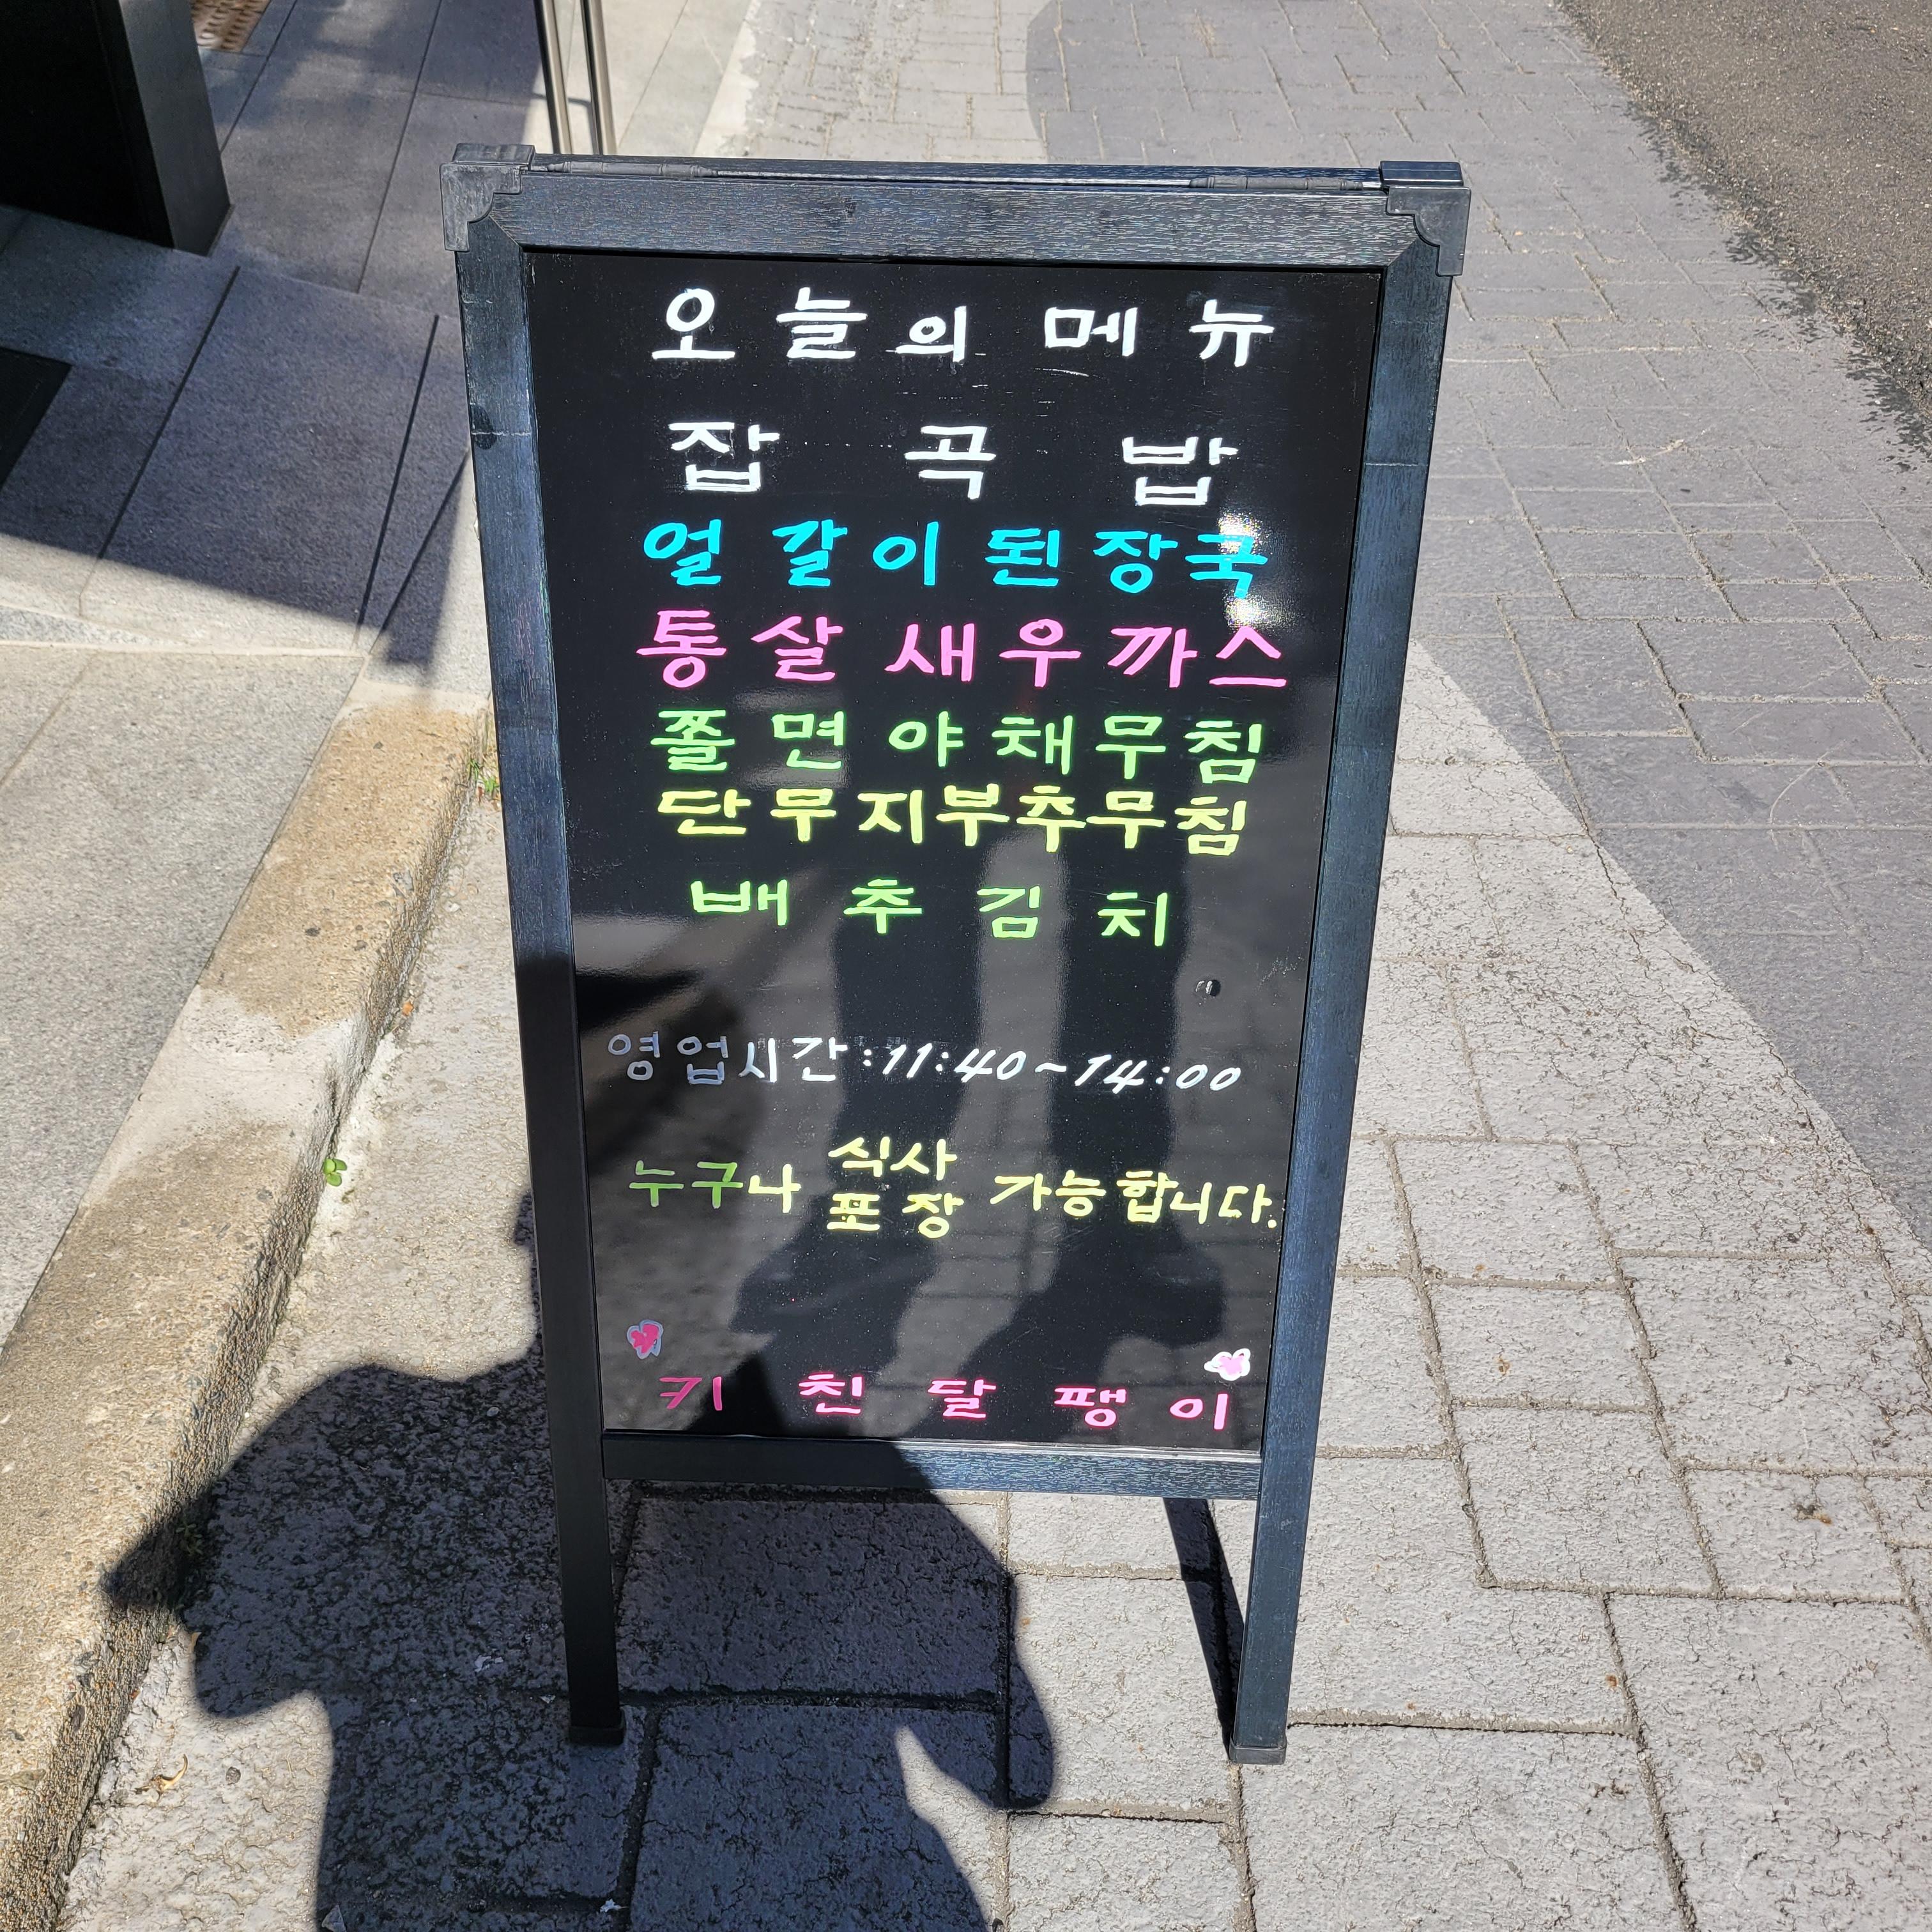 오늘의 메뉴
잡곡밥
얼갈이된장국
통살새우까스
쫄면야채무침
단무지부추무침
배추김치
영업시간:11:40~14:00
누구나 식사 포장 가능합니다.
키친달팽이